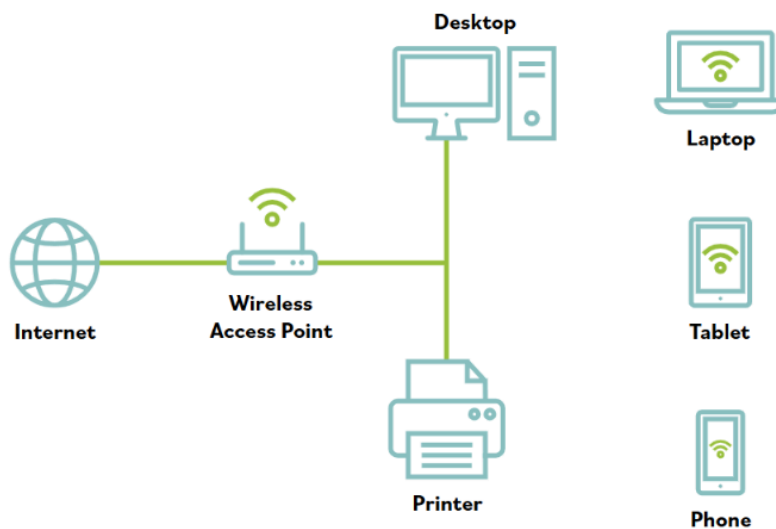 Desktop
Laptop
Internet
Wireless
Access Point
Tablet
Printer
Phone